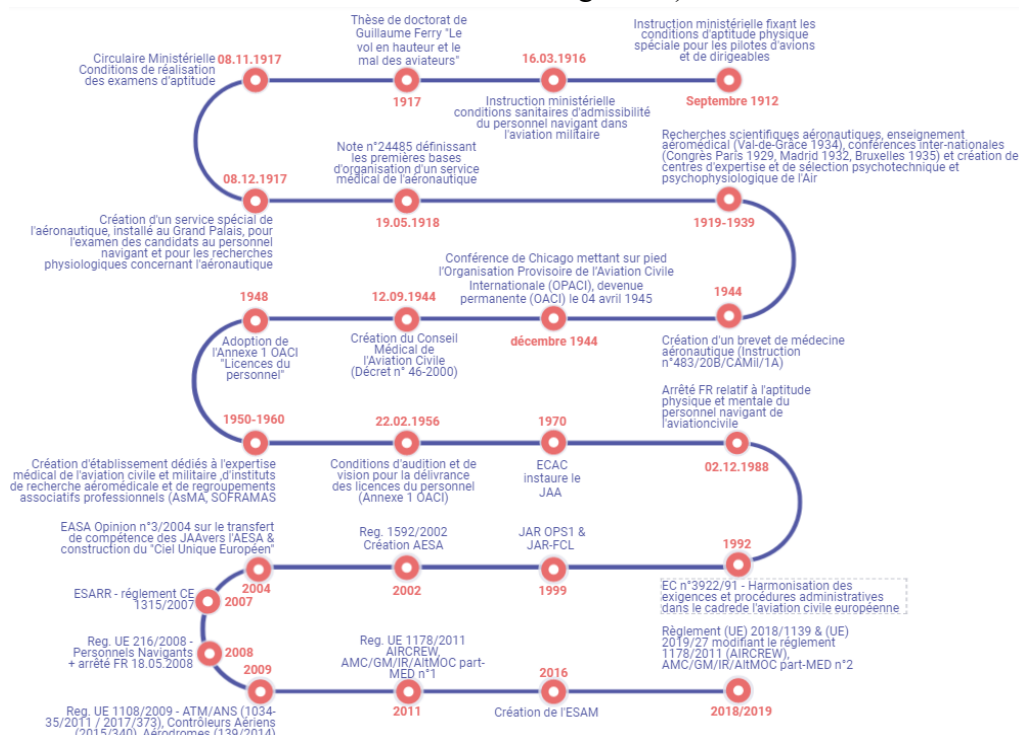 Instruction ministérielle fixant les
conditions d'aptitude physique
spéciale pour les pilotes d'avions
et de dirigeables
Septembre 1912
16.03.1916
Instruction ministérielle
conditions sanitaires d'admissibilité
du personnel navigant dans
l'aviation militaire
Thèse de doctorat de
Guillaume Ferry "Le
vol en hauteur et le
mal des aviateurs"
1917
Circulaire Ministérielle
Conditions de réalisation
des examens d'aptitude
08.11.1917
08.12.1917
Création d'un service spécial de
l'aéronautique, installé au Grand Palais, pour
l'examen des candidats au personnel
navigant et pour les recherches
physiologiques concernant l'aéronautique
Note n°24485 définissant
les premières bases
d'organisation d'un service
médical de l'aéronautique
19.05.1918
Recherches scientifiques aéronautiques, enseignement
aéromédical (Val-de-Grâce 1934), conférences inter-nationales
(Congrès Paris 1929, Madrid 1932, Bruxelles 1935) et création de
centres d'expertise et de sélection psychotechnique et
psychophysiologique de l'Air
1919-1939
1944
Création d'un brevet de médecine
aéronautique (Instruction
n°483/20B/CAMil/1A)
Conférence de Chicago mettant sur pied
l'Organisation Provisoire de l'Aviation Civile
Internationale (OPACI), devenue
permanente (OACI) le 04 avril 1945
décembre 1944
12.09.1944
Création du Conseil
Médical de
l'Aviation Civile
(Décret n° 46-2000)
1948
Adoption de
l'Annexe 1 OACI
"Licences du
personnel"
1950-1960
Création d'établissement dédiés à l'expertise
médical de l'aviation civile et militaire ,d'instituts
de recherche aéromédicale et de regroupements
associatifs professionnels (AsMA, SOFRAMAS
22.02.1956
Conditions d'audition et de
vision pour la délivrance
des licences du personnel
(Annexe 1 OACI)
1970
ECAC
instaure le
JAA
Arrêté FR relatif à l'aptitude
physique et mentale du
personnel navigant de
l'aviationcivile
02.12.1988
1992
EC n°3922/91 - Harmonisation des
exigences et procédures administratives
dans le cadrede l'aviation civile européenne
JAR OPS1 &
JAR-FCL
1999
Reg. 1592/2002
Création AESA
2002
EASA Opinion n°3/2004 sur le transfert
de compétence des JAAvers l'AESA &
construction du "Ciel Unique Européen"
2004
ESARR - réglement CE
1315/2007
2007
Reg. UE 216/2008 -
Personnels Navigants
+ arrêté FR 18.05.2008
2008
2009
Reg. UE 1108/2009 - ATM/ANS (1034-
35/2011 / 2017/373), Contrôleurs Aériens
(2015/340), Aérodromes (139/2014)
Reg. UE 1178/2011
AIRCREW,
AMC/GM/IR/AltMOC part-
MED n°1
2011
2016
Création de l'ESAM
Règlement (UE) 2018/1139 & (UE)
2019/27 modifiant le réglement
1178/2011 (AIRCREW),
AMC/GM/IR/AltMOC part-MED n°2
2018/2019